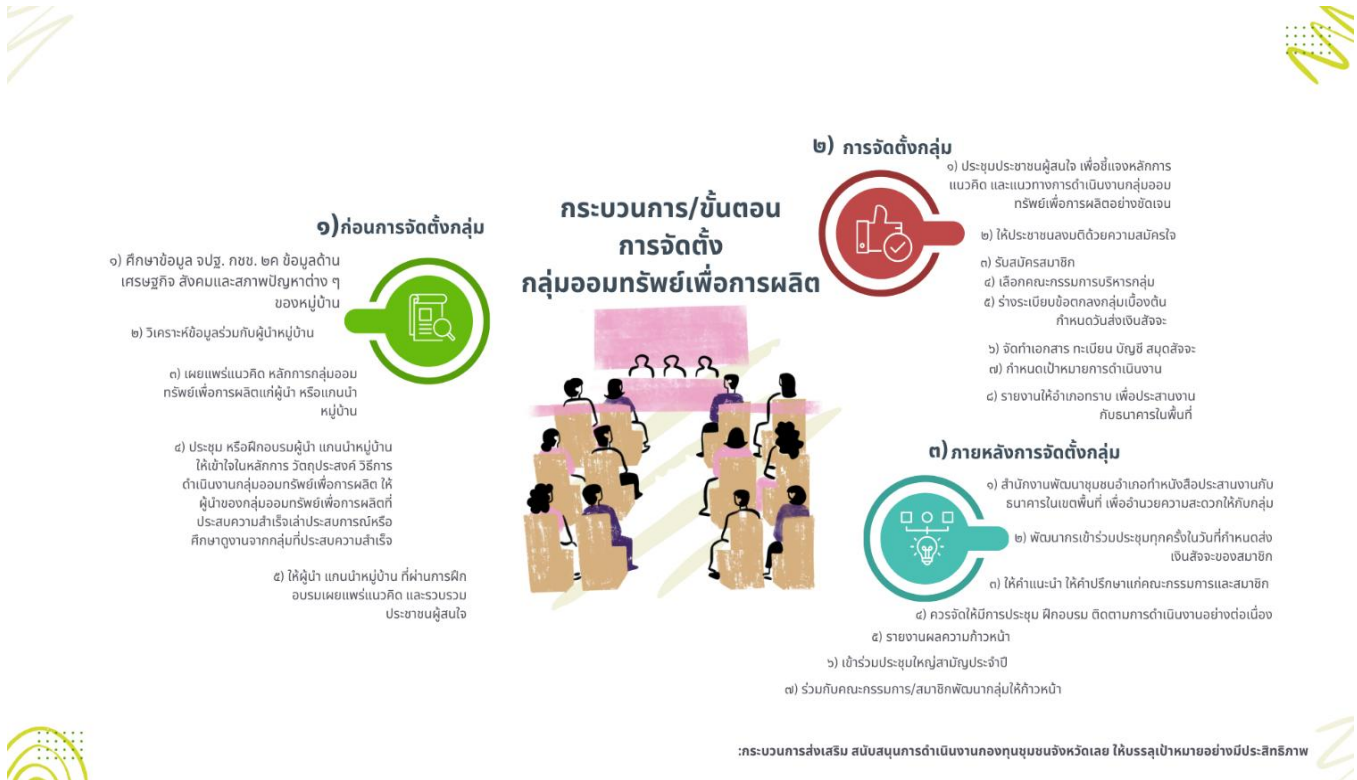 กระบวนการ/ขั้นตอน
การจัดตั้ง
กลุ่มออมทรัพย์เพื่อการผลิต
๑)ก่อนการจัดตั้งกลุ่ม
๑) ศึกษาข้อมูล จปฐ. กชช. ๒ค ข้อมูลด้าน
เศรษฐกิจ สังคมและสภาพปัญหาต่าง ๆ
ของหมู่บ้าน
๒) วิเคราะห์ข้อมูลร่วมกับผู้นำหมู่บ้าน
๓) เผยแพร่แนวคิด หลักการกลุ่มออม
ทรัพย์เพื่อการผลิตแก่ผู้นำ หรือแกนนำ
หมู่บ้าน
๔) ประชุม หรือฝึกอบรมผู้นำ แกนนำหมู่บ้าน
ให้เข้าใจในหลักการ วัตถุประสงค์ วิธีการ
ดำเนินงานกลุ่มออมทรัพย์เพื่อการผลิต ให้
ผู้นำของกลุ่มออมทรัพย์เพื่อการผลิตที่
ประสบความสำเร็จเล่าประสบการณ์หรือ
ศึกษาดูงานจากกลุ่มที่ประสบความสำเร็จ
๕) ให้ผู้นำ แกนนำหมู่บ้าน ที่ผ่านการฝึก
อบรมเผยแพร่แนวคิด และรวบรวม
ประชาชนผู้สนใจ
๒) การจัดตั้งกลุ่ม
๑) ประชุมประชาชนผู้สนใจ เพื่อชี้แจงหลักการ
แนวคิด และแนวทางการดำเนินงานกลุ่มออม
ทรัพย์เพื่อการผลิตอย่างชัดเจน
๒) ให้ประชาชนลงมติด้วยความสมัครใจ
๓) รับสมัครสมาชิก
๔) เลือกคณะกรรมการบริหารกลุ่ม
๕) ร่างระเบียบข้อตกลงกลุ่มเบื้องต้น
กำหนดวันส่งเงินสัจจะ
๖) จัดทำเอกสาร ทะเบียน บัญชี สมุดสัจจะ
๗) กำหนดเป้าหมายการดำเนินงาน
๘) รายงานให้อำเภอทราบ เพื่อประสานงาน
กับธนาคารในพื้นที่
๓)ภายหลังการจัดตั้งกลุ่ม
๑) สำนักงานพัฒนาชุมชนอำเภอทำหนังสือประสานงานกับ
ธนาคารในเขตพื้นที่ เพื่ออำนวยความสะดวกให้กับกลุ่ม
๒) พัฒนากรเข้าร่วมประชุมทุกครั้งในวันที่กำหนดส่ง
เงินสัจจะของสมาชิก
๓) ให้คำแนะนำ ให้คำปรึกษาแก่คณะกรรมการและสมาชิก
๔) ควรจัดให้มีการประชุม ฝึกอบรม ติดตามการดำเนินงานอย่างต่อเนื่อง
๕) รายงานผลความก้าวหน้า
๖) เข้าร่วมประชุมใหญ่สามัญประจำปี
๗) ร่วมกับคณะกรรมการ/สมาชิกพัฒนากลุ่มให้ก้าวหน้า
:กระบวนการส่งเสริม สนับสนุนการดำเนินงานกองทุนชุมชนจังหวัดเลย ให้บรรลุเป้าหมายอย่างมีประสิทธิภาพ